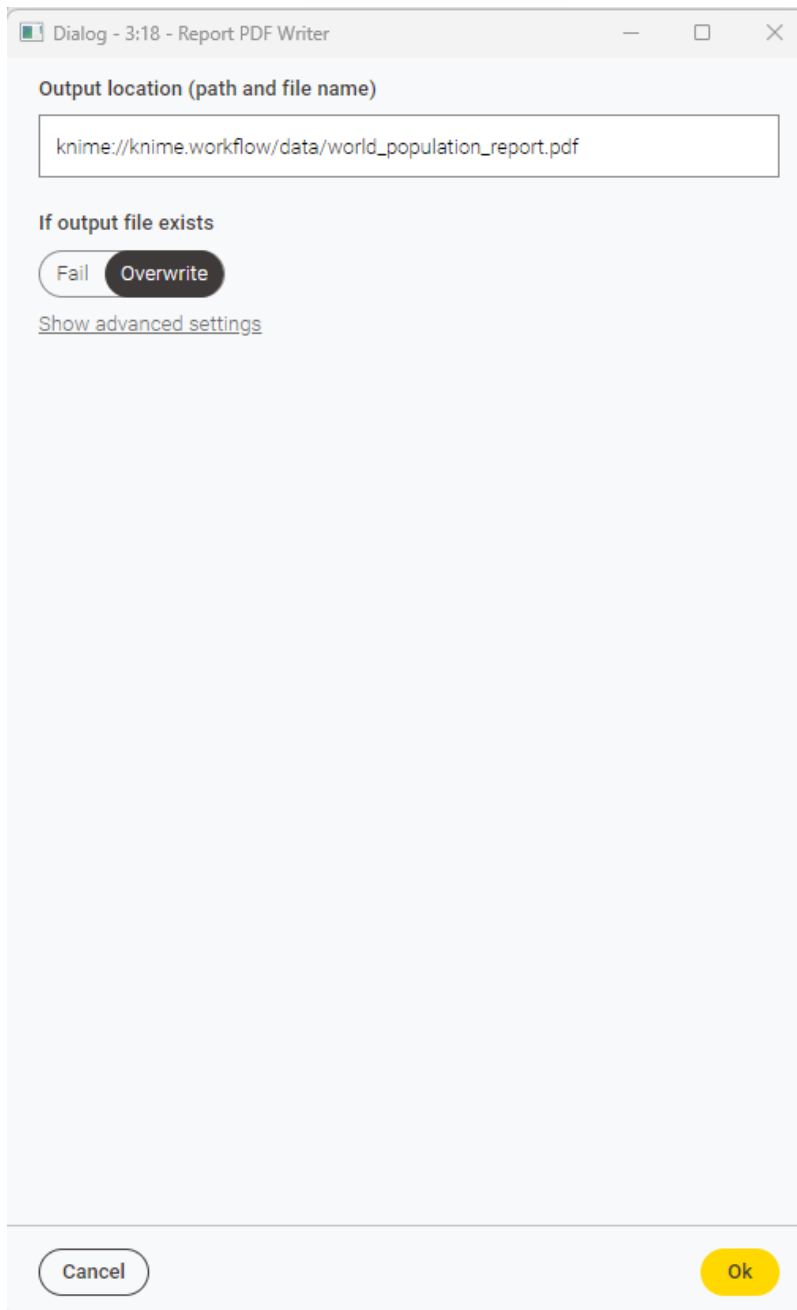 Dialog - 3:18 - Report PDF Writer
Output location (path and file name)
knime://knime.workflow/data/world_population_report.pdf
If output file exists
Fail Overwrite
Show advanced settings
Cancel Ok